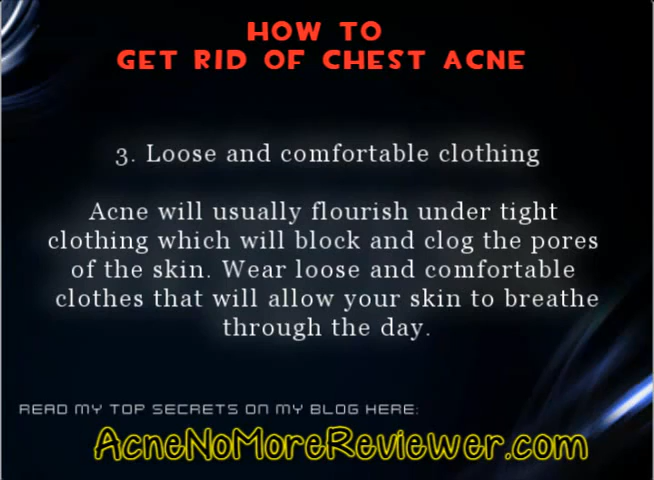 HOW TO
GET RID OF CHEST ACNE
3. Loose and comfortable clothing
Acne will usually flourish under tight
clothing which will block and clog the pores
of the skin. Wear loose and comfortable
clothes that will allow your skin to breathe
through the day.
READ MY TOP SECRETS ON MY BLOG HERE:
AcneNoMoreReviewer.com